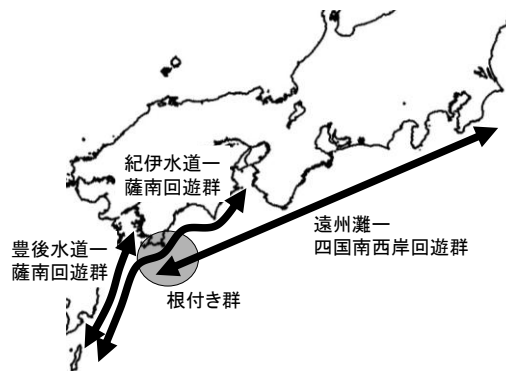 紀伊水道ー
薩南回遊群
遠州灘ー
四国南西岸回遊群
豊後水道ー
薩南回遊群
根付き群